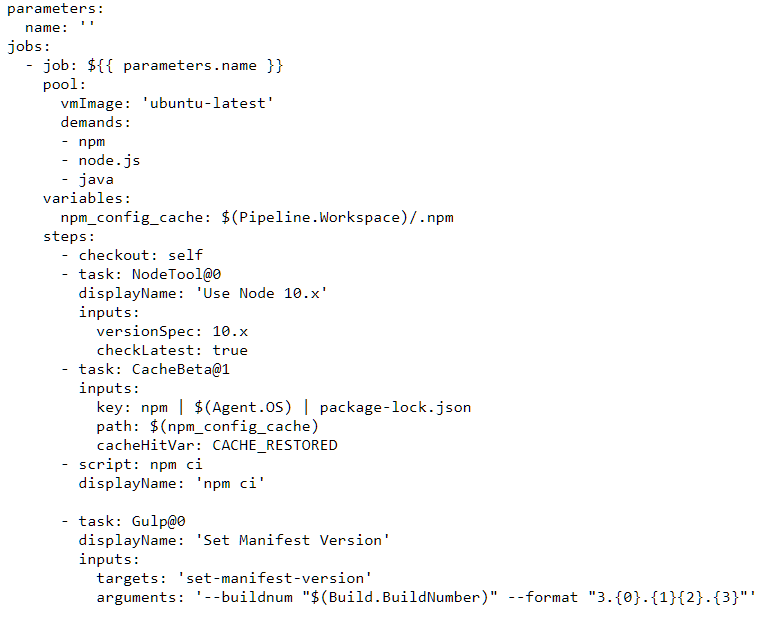 parameters:
  name: ''
jobs:
  - job: ${{ parameters.name }}
    pool:
      vmImage: 'ubuntu-latest'
      demands:
      - npm
      - node.js
      - java
    variables:
      npm_config_cache: $(Pipeline.Workspace)/.npm
    steps:
      - checkout: self
      - task: NodeTool@0
        displayName: 'Use Node 10.x'
        inputs:
          versionSpec: 10.x
          checkLatest: true
      - task: CacheBeta@1
        inputs:
          key: npm | $(Agent.OS) | package-lock.json
          path: $(npm_config_cache)
          cacheHitVar: CACHE_RESTORED
      - script: npm ci
        displayName: 'npm ci'

      - task: Gulp@0
        displayName: 'Set Manifest Version'
        inputs:
          targets: 'set-manifest-version'
          arguments: '--buildnum "$(Build.BuildNumber)" --format "3.{0}.{1}{2}.{3}"'